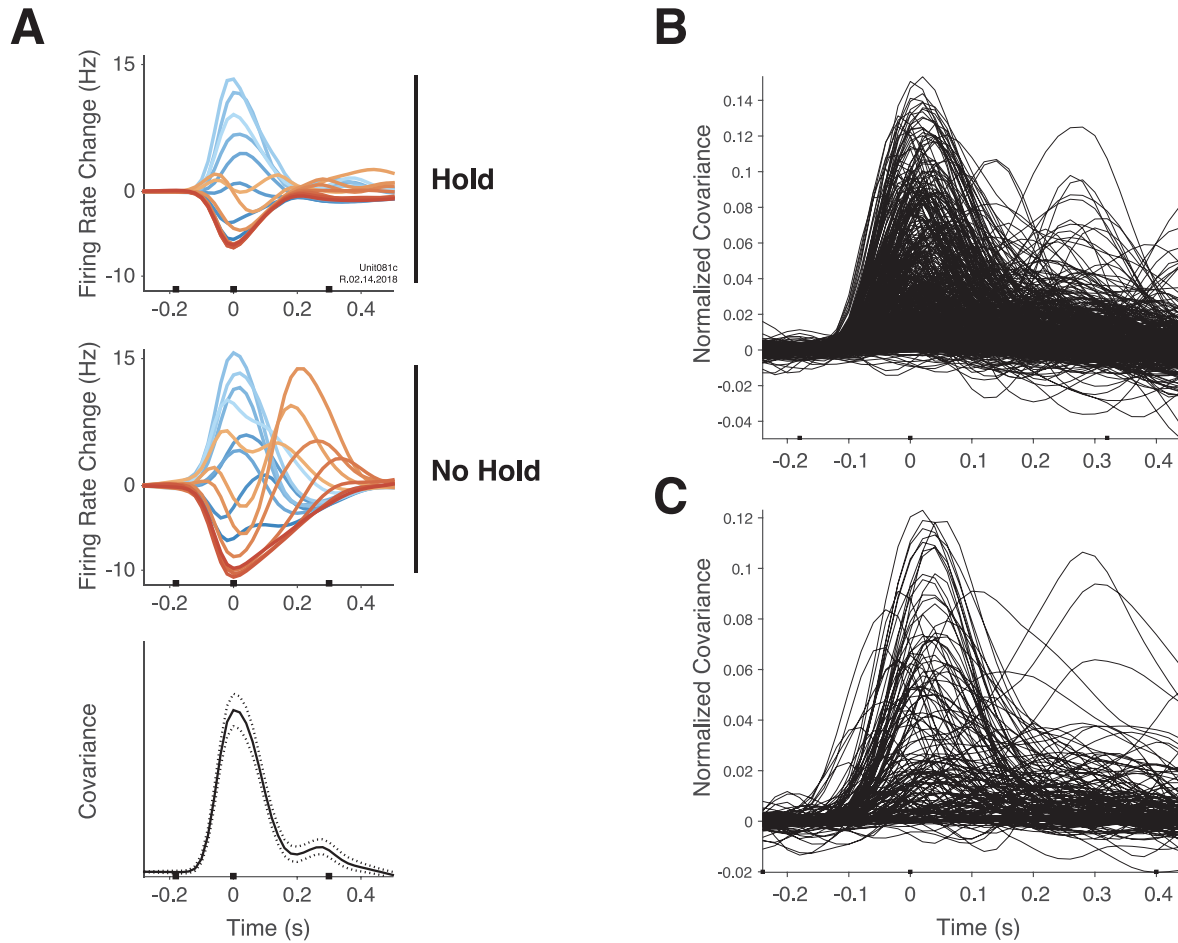 A
Firing Rate Change (Hz)
15
0
-10
Hold
Unit081c
R.02.14.2018
-0.2 0 0.2 0.4
Firing Rate Change (Hz)
15
0
-10
No Hold
-0.2 0 0.2 0.4
Covariance
-0.2 0 0.2 0.4
Time (s)
B
Normalized Covariance
0.14
0.12
0.1
0.08
0.06
0.04
0.02
0
-0.02
-0.04
-0.2 -0.1 0 0.1 0.2 0.3 0.4
C
Normalized Covariance
0.12
0.1
0.08
0.06
0.04
0.02
0
-0.02
-0.2 -0.1 0 0.1 0.2 0.3 0.4
Time (s)